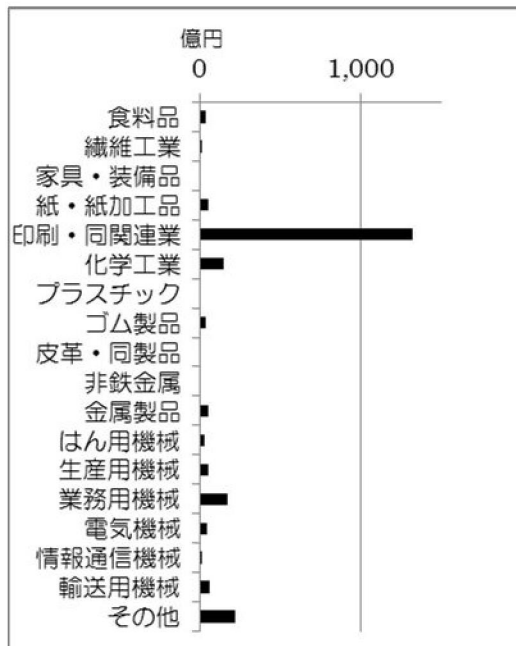 億円
0 1,000
食料品
繊維工業
家具・装備品
紙・紙加工品
印刷・同関連業
化学工業
プラスチック
ゴム製品
皮革・同製品
非鉄金属
金属製品
はん用機械
生産用機械
業務用機械
電気機械
情報通信機械
輸送用機械
その他